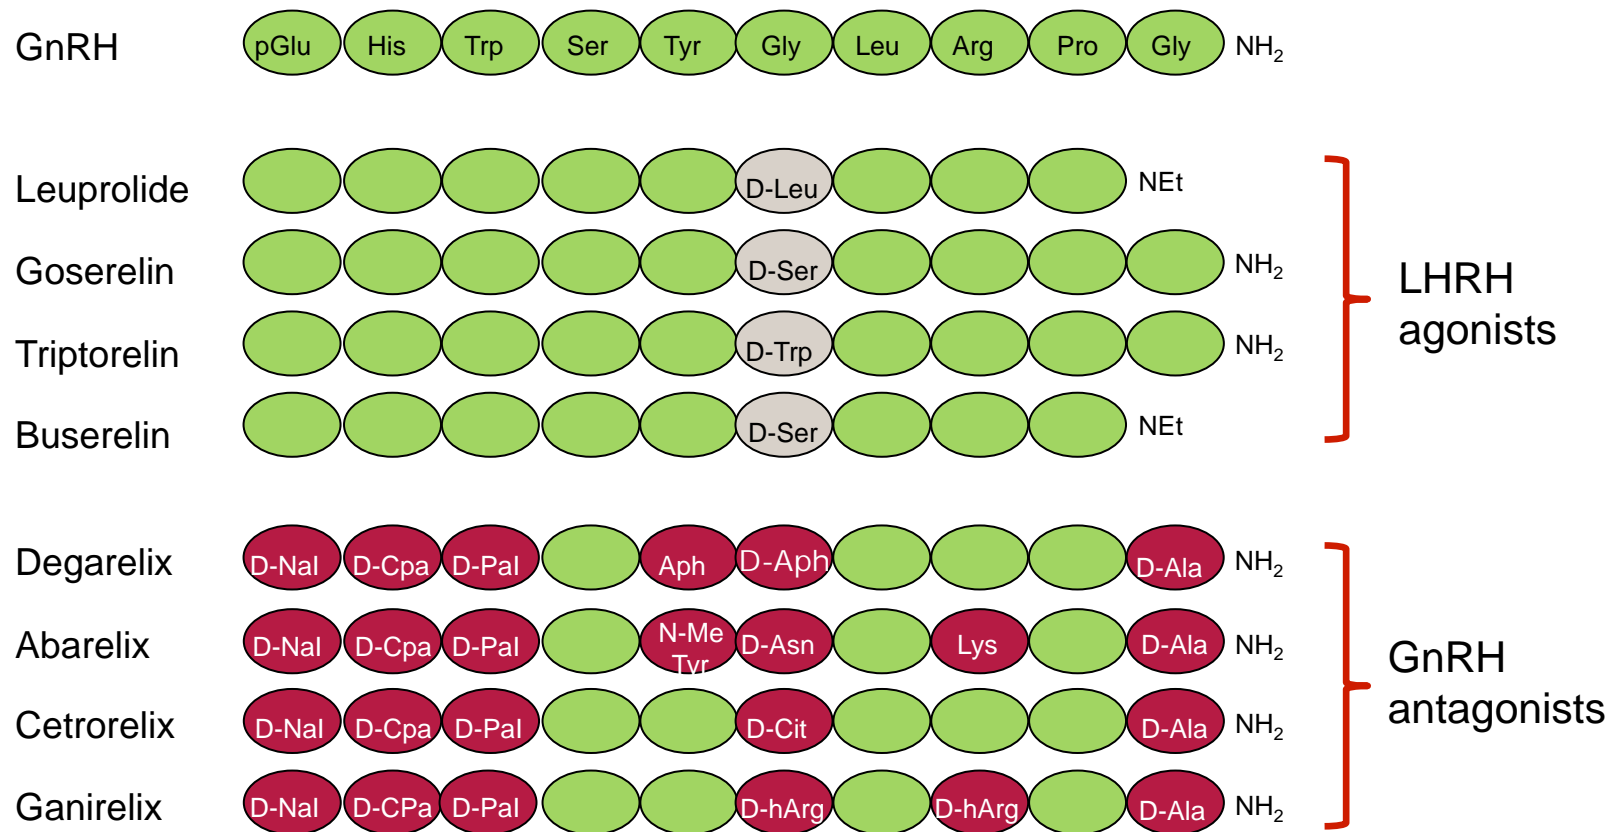 GnRH pGlu His Trp Ser Tyr Gly Leu Arg Pro Gly NH₂
Leuprolide D-Leu NEt
Goserelin D-Ser NH₂
Triptorelin D-Trp NH₂
Buserelin D-Ser NEt
LHRH
agonists
Degarelix D-Nal D-Cpa D-Pal Aph D-Aph D-Ala NH₂
Abarelix D-Nal D-Cpa D-Pal N-Me Tyr D-Asn Lys D-Ala NH₂
Cetrorelix D-Nal D-Cpa D-Pal D-Cit D-Ala NH₂
Ganirelix D-Nal D-CPa D-Pal D-hArg D-hArg D-Ala NH₂
GnRH
antagonists